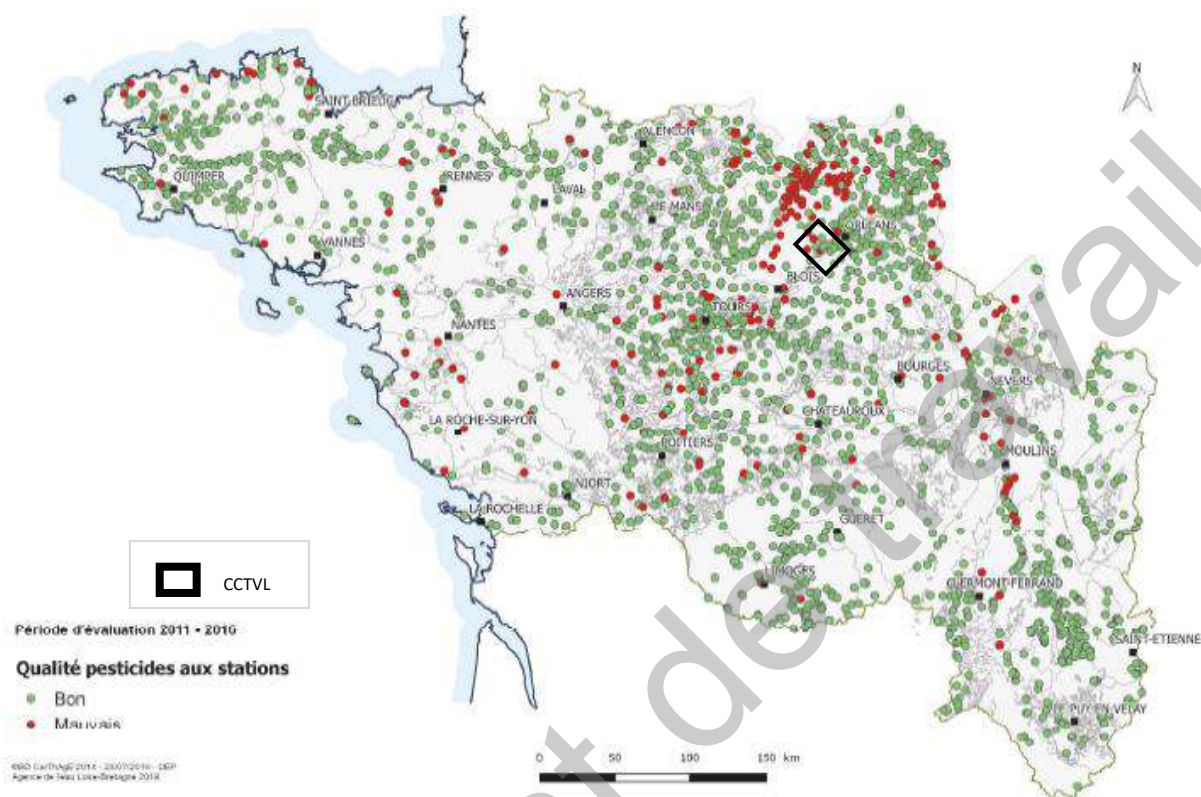 N
ALENCON
SAINT-BRIEUC
QUIMPER
RENNES
LAVAL
LE MANS
ORLEANS
VANNES
BLOIS
ANGERS
TOURS
NANTES
BOURGES
NEVERS
LA ROCHE-SUR-YON
CHATEAUROUX
POITIERS
MOULINS
NIORT
LA ROCHELLE
GUERET
LIMOGES
CLERMONT-FERRAND
SAINT-ETIENNE
LE PUY-EN-VELAY
CCTVL
Période d'évaluation 2011 - 2016
Qualité pesticides aux stations
Bon
Mauvais
Agence de l'eau Loire-Bretagne 2018
0 50 100 150 km
de travail